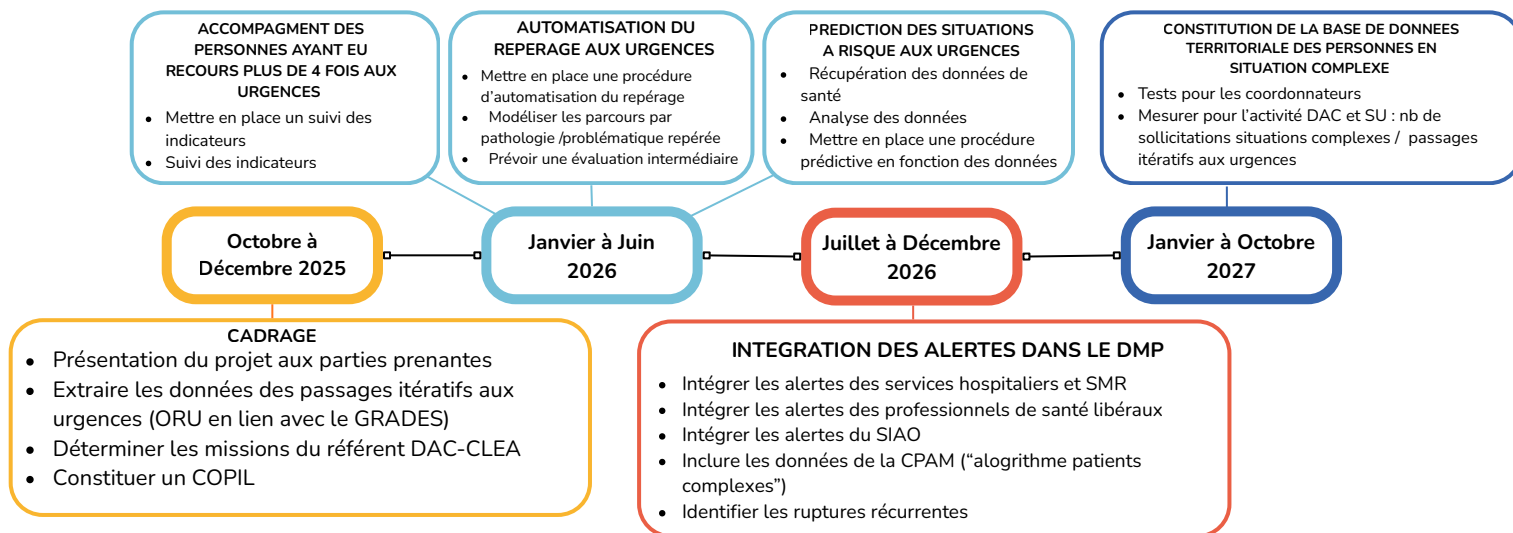 ACCOMPAGMENT DES
PERSONNES AYANT EU
RECOURS PLUS DE 4 FOIS AUX
URGENCES
• Mettre en place un suivi des
indicateurs
• Suivi des indicateurs
AUTOMATISATION DU
REPERAGE AUX URGENCES
• Mettre en place une procédure
d'automatisation du repérage
• Modéliser les parcours par
pathologie /problématique repérée
• Prévoir une évaluation intermédiaire
PREDICTION DES SITUATIONS
A RISQUE AUX URGENCES
• Récupération des données de
santé
• Analyse des données
• Mettre en place une procédure
prédictive en fonction des données
CONSTITUTION DE LA BASE DE DONNEES
TERRITORIALE DES PERSONNES EN
SITUATION COMPLEXE
• Tests pour les coordonnateurs
• Mesurer pour l'activité DAC et SU : nb de
sollicitations situations complexes / passages
itératifs aux urgences
Octobre à
Décembre 2025
Janvier à Juin
2026
Juillet à Décembre
2026
Janvier à Octobre
2027
CADRAGE
• Présentation du projet aux parties prenantes
• Extraire les données des passages itératifs aux
urgences (ORU en lien avec le GRADES)
• Déterminer les missions du référent DAC-CLEA
• Constituer un COPIL
INTEGRATION DES ALERTES DANS LE DMP
• Intégrer les alertes des services hospitaliers et SMR
• Intégrer les alertes des professionnels de santé libéraux
• Intégrer les alertes du SIAO
• Inclure les données de la CPAM (“alogrithme patients
complexes”)
• Identifier les ruptures récurrentes